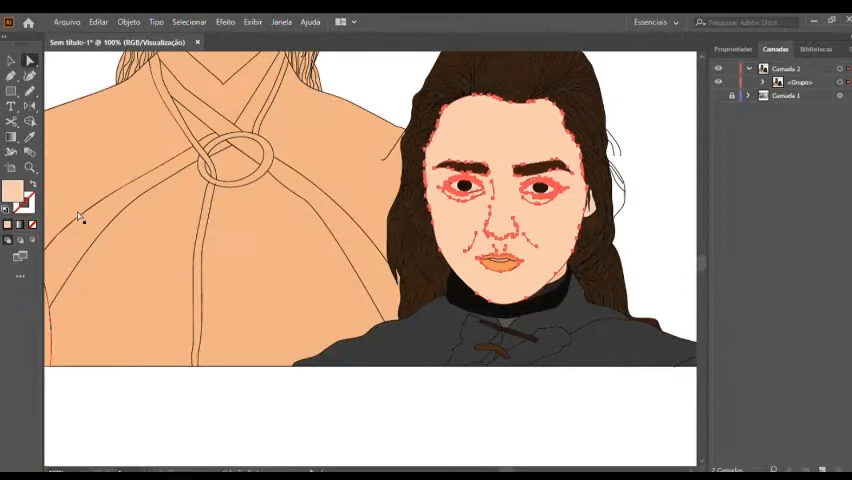 Ai Arquivo Editar Objeto Tipo Selecionar Efeito Exibir Janela Ajuda Essenciais Pesquisar Adobe Stock
Sem título-1* @ 100% (RGB/Visualização) ×
Propriedades Camadas Bibliotecas
Camada 2
<Grupo>
Camada 1
2 Camadas